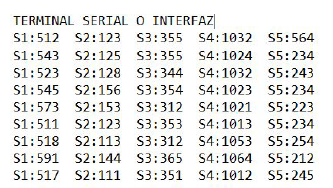 TERMINAL SERIAL O INTERFAZ
S1:512 S2:123 S3:355 S4:1032 S5:564
S1:543 S2:125 S3:355 S4:1024 S5:234
S1:523 S2:128 S3:344 S4:1032 S5:243
S1:545 S2:156 S3:354 S4:1023 S5:234
S1:573 S2:153 S3:312 S4:1021 S5:223
S1:511 S2:123 S3:353 S4:1013 S5:234
S1:518 S2:113 S3:312 S4:1053 S5:254
S1:591 S2:144 S3:365 S4:1064 S5:212
S1:517 S2:111 S3:351 S4:1012 S5:245